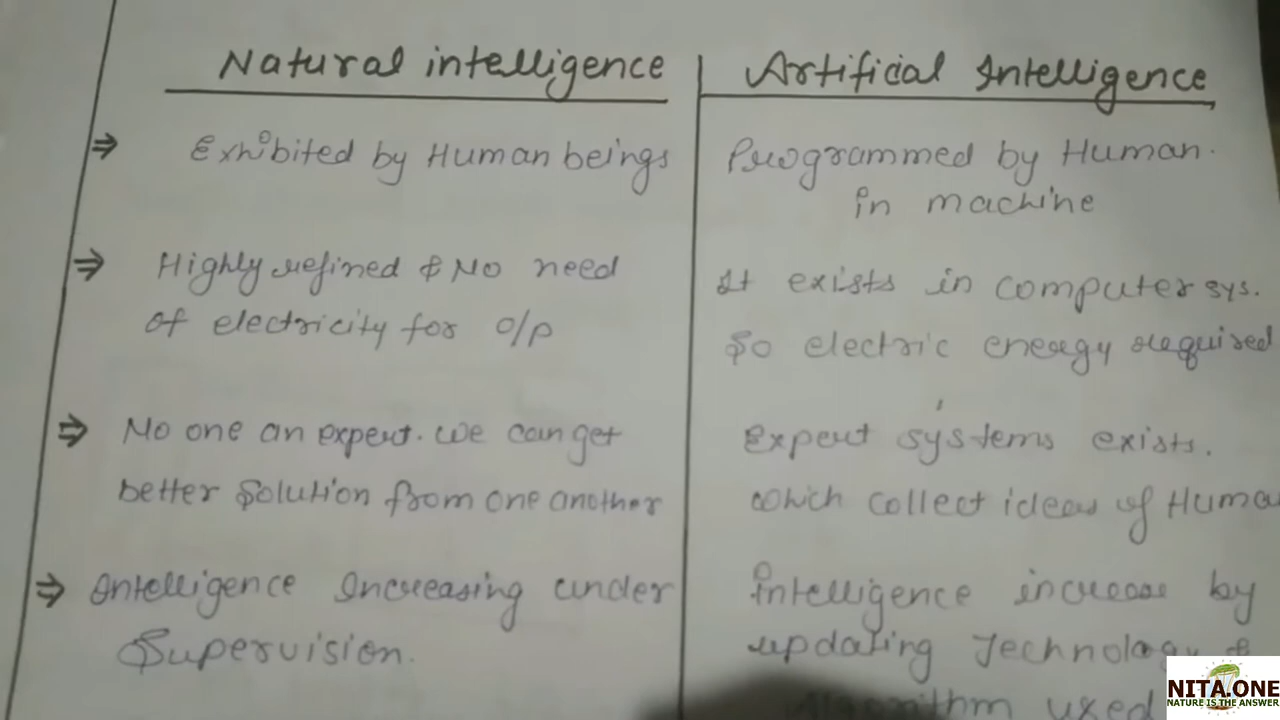 Natural intelligence
Artifical Intelligence
⇒ Exhibited by Human beings
Programmed by Human.
in machine
⇒ Highly refined & No need
of electricity for O/P
It exists in computer sys.
So electric energy required
⇒ No one an expert. We can get
better solution from one another
Expert systems exists.
Which collect ideas of Huma
⇒ Intelligence Increasing under
Supervision.
Intelligence increase by
updating Technology &
Algorithm used
NITA.ONE
NATURE IS THE ANSWER